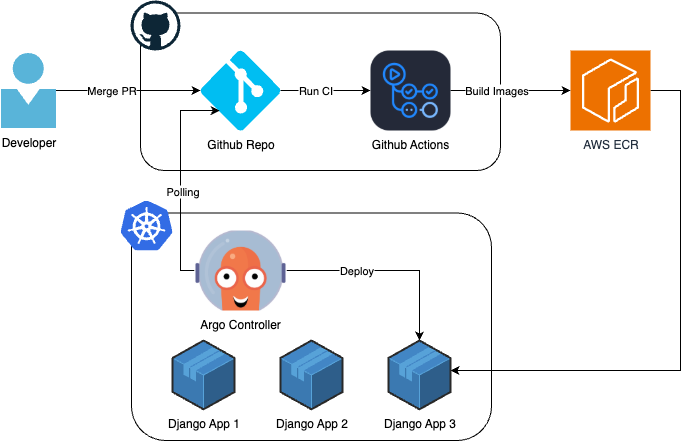 Merge PR
Run CI
Build Images
Developer
Github Repo
Github Actions
AWS ECR
Polling
Deploy
Argo Controller
Django App 1
Django App 2
Django App 3